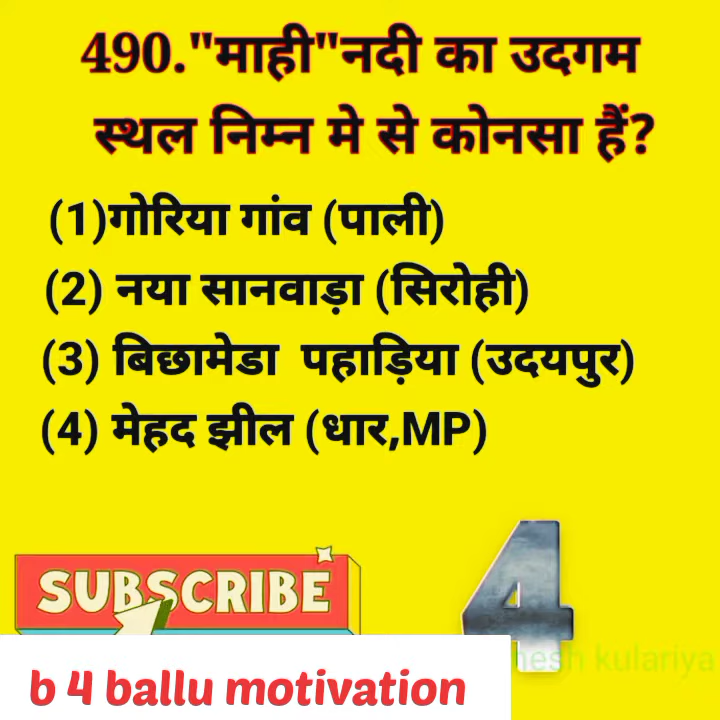 490."माही"नदी का उदगम
स्थल निम्न मे से कोनसा हैं?
(1)गोरिया गांव (पाली)
(2) नया सानवाड़ा (सिरोही)
(3) बिछामेडा पहाड़िया (उदयपुर)
(4) मेहद झील (धार,MP)
SUBSCRIBE
4
kulariya
b 4 ballu motivation